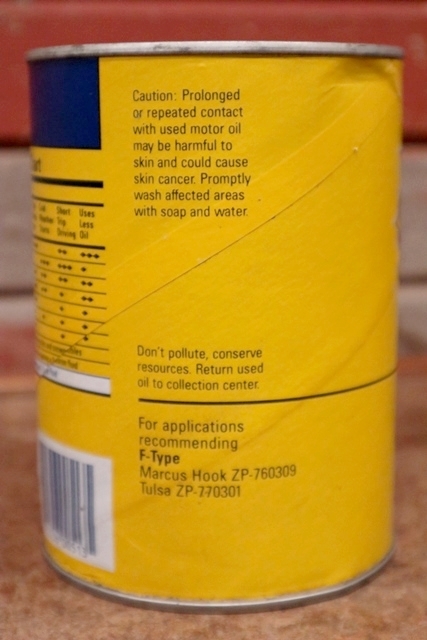 Caution: Prolonged
or repeated contact
with used motor oil
may be harmful to
skin and could cause
skin cancer. Promptly
wash affected areas
with soap and water.
Short Uses
Trip Less
Driving Oil
Don't pollute, conserve
resources. Return used
oil to collection center.
For applications
recommending
F-Type
Marcus Hook ZP-760309
Tulsa ZP-770301